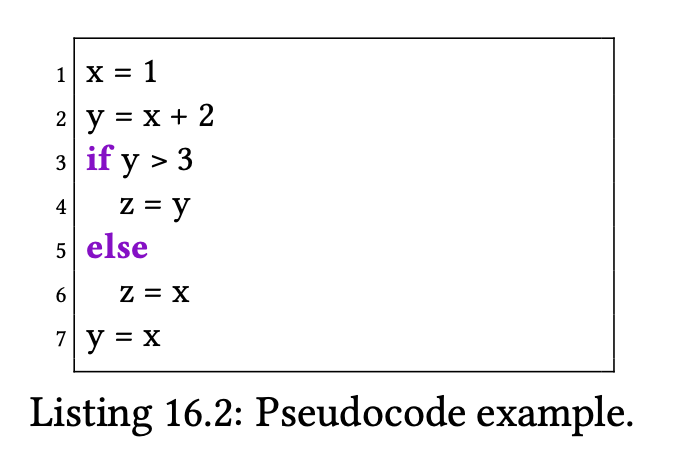 1 x = 1
2 y = x + 2
3 if y > 3
4 z = y
5 else
6 z = x
7 y = x
Listing 16.2: Pseudocode example.